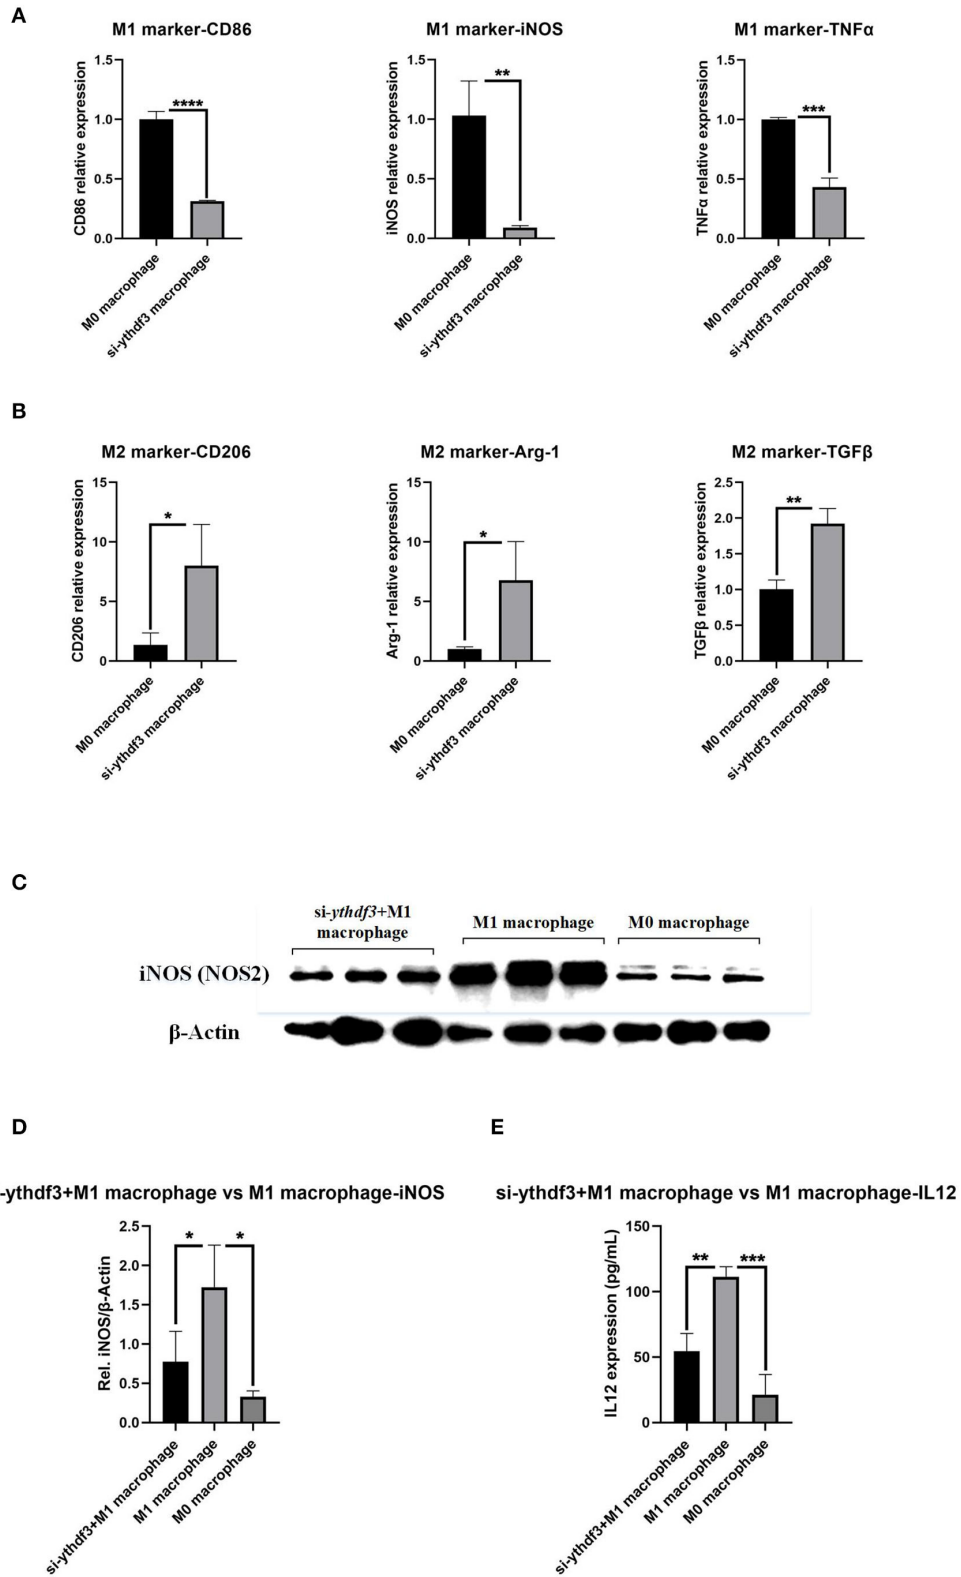 A
M1 marker-CD86
M1 marker-iNOS
M1 marker-TNFα
CD86 relative expression
1.5
1.0
0.5
0.0
****
M0 macrophage
si-ythdf3 macrophage
iNOS relative expression
1.5
1.0
0.5
0.0
**
M0 macrophage
si-ythdf3 macrophage
TNFα relative expression
1.5
1.0
0.5
0.0
***
M0 macrophage
si-ythdf3 macrophage
B
M2 marker-CD206
M2 marker-Arg-1
M2 marker-TGFβ
CD206 relative expression
15
10
5
0
*
M0 macrophage
si-ythdf3 macrophage
Arg-1 relative expression
15
10
5
0
*
M0 macrophage
si-ythdf3 macrophage
TGFβ relative expression
2.5
2.0
1.5
1.0
0.5
0.0
**
M0 macrophage
si-ythdf3 macrophage
C
si-ythdf3+M1
macrophage
M1 macrophage
M0 macrophage
iNOS (NOS2)
β-Actin
D
-ythdf3+M1 macrophage vs M1 macrophage-iNOS
Rel. iNOS/β-Actin
2.5
2.0
1.5
1.0
0.5
0.0
*
*
si-ythdf3+M1 macrophage
M1 macrophage
M0 macrophage
E
si-ythdf3+M1 macrophage vs M1 macrophage-IL12
IL12 expression (pg/mL)
150
100
50
0
**
***
si-ythdf3+M1 macrophage
M1 macrophage
M0 macrophage